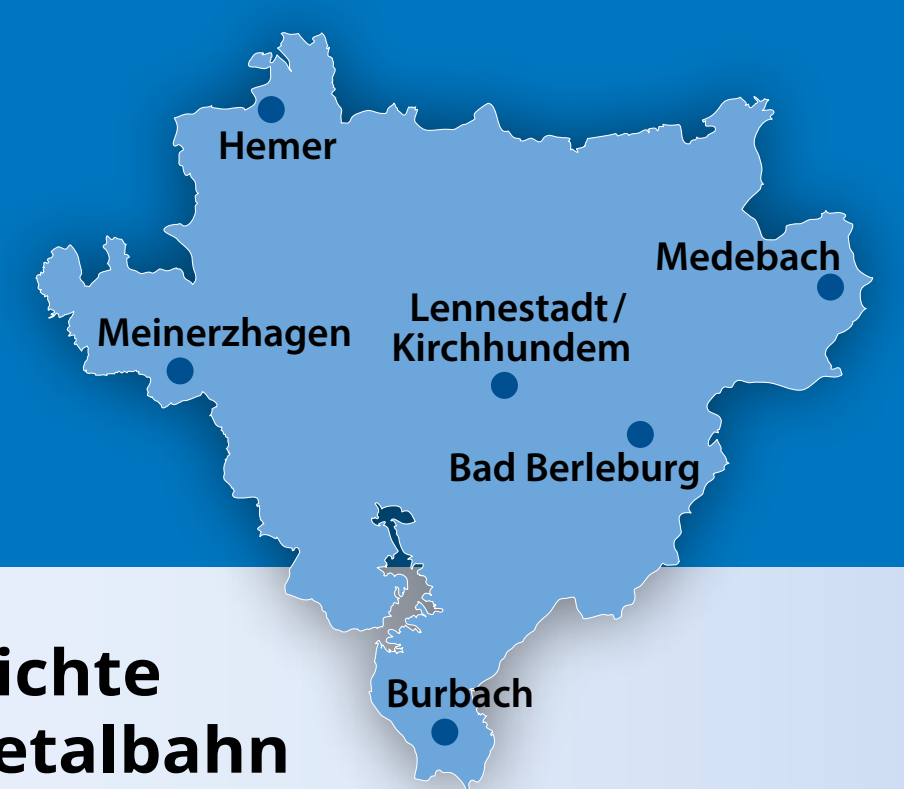 Hemer
Medebach
Lennestadt/
Kirchhundem
Meinerzhagen
Bad Berleburg
ichte
etalbahn
Burbach